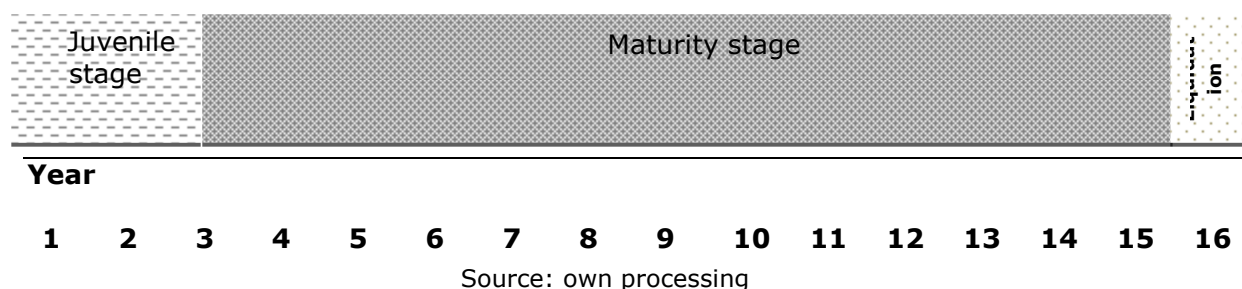 Juvenile
stage
Maturity stage
ion
Year
1 2 3 4 5 6 7 8 9 10 11 12 13 14 15 16
Source: own processing